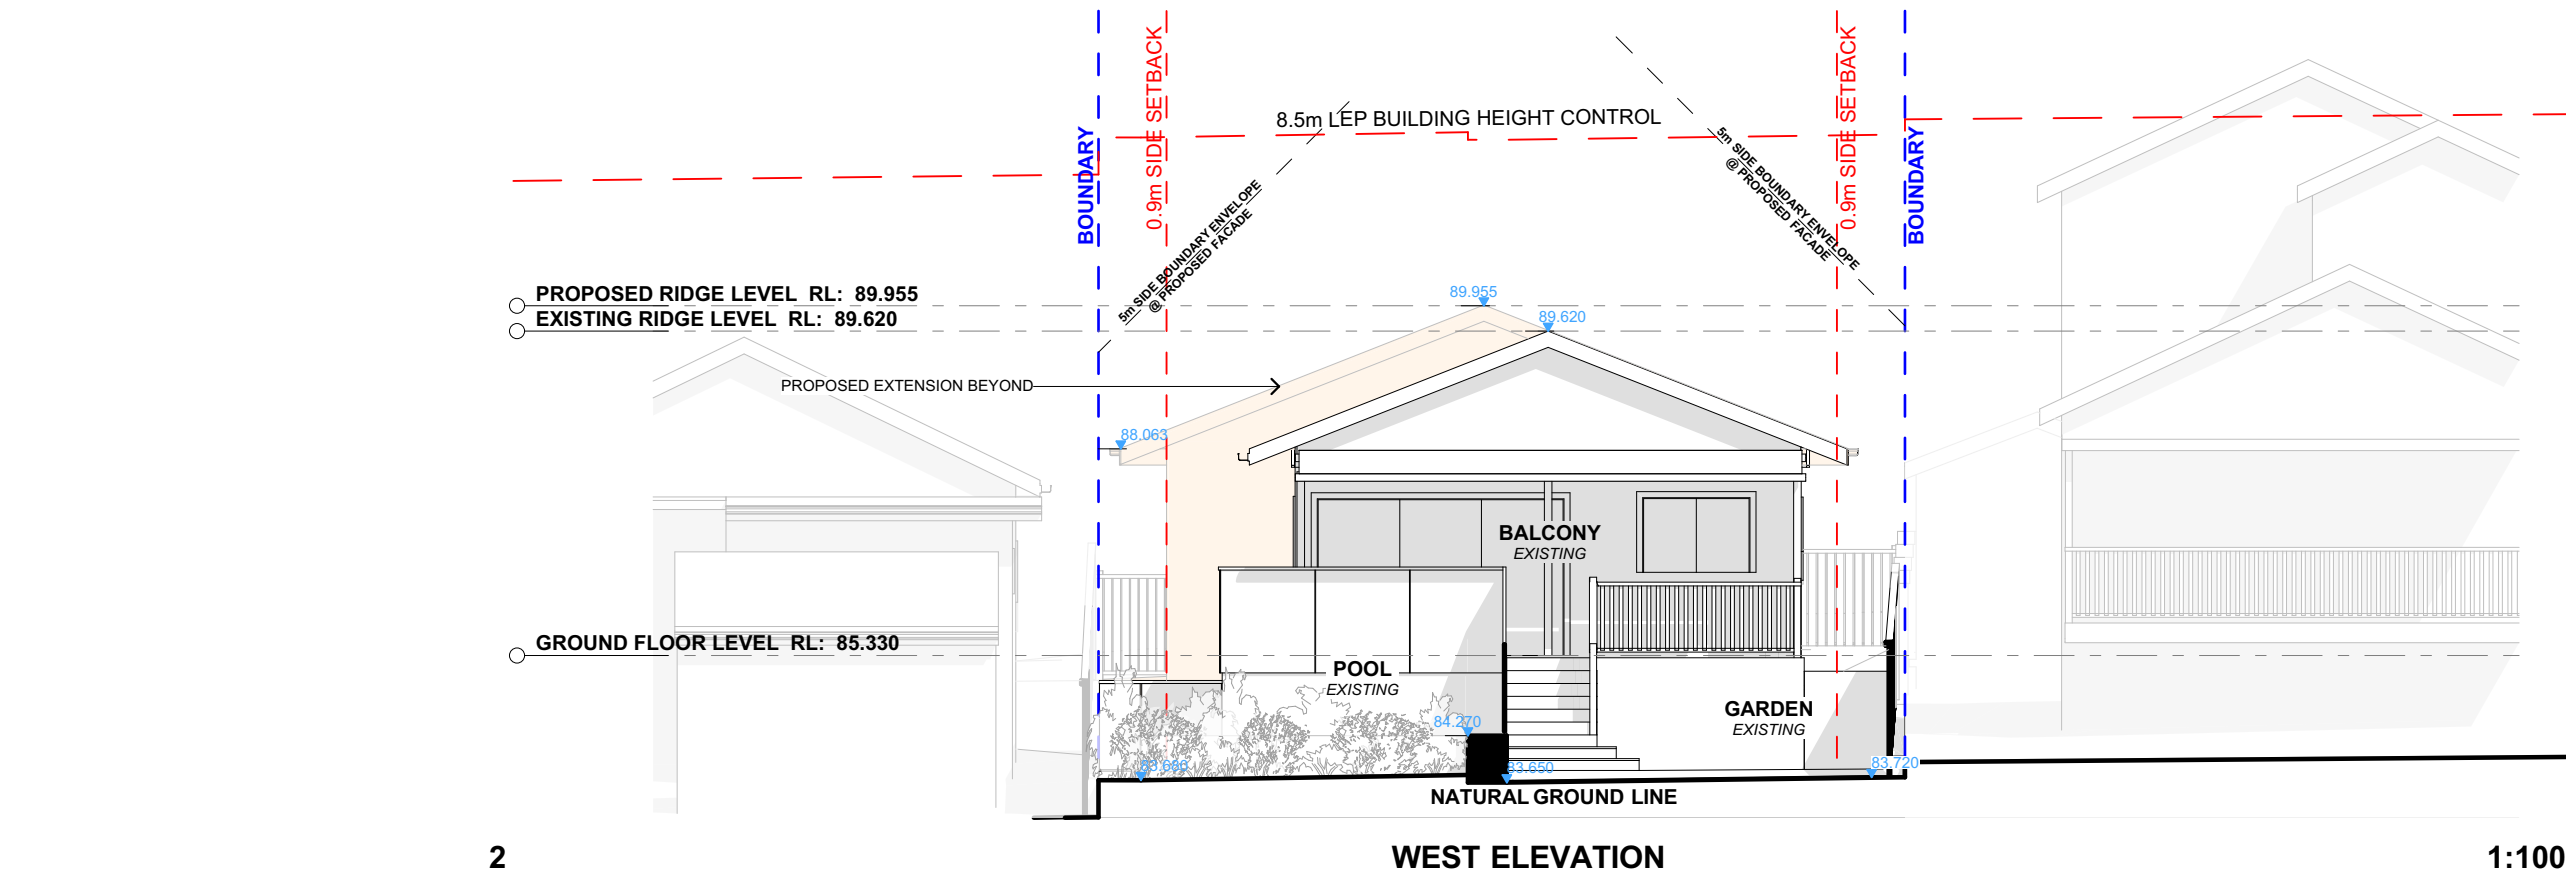 BOUNDARY
0.9m SIDE SETBACK
8.5m LEP BUILDING HEIGHT CONTROL
0.9m SIDE SETBACK
BOUNDARY
5m SIDE BOUNDARY ENVELOPE
@ PROPOSED FACADE
5m SIDE BOUNDARY ENVELOPE
@ PROPOSED FACADE
PROPOSED RIDGE LEVEL RL: 89.955
89.955
EXISTING RIDGE LEVEL RL: 89.620
89.620
PROPOSED EXTENSION BEYOND
88.063
BALCONY
EXISTING
GROUND FLOOR LEVEL RL: 85.330
POOL
EXISTING
GARDEN
EXISTING
84.270
83.680
83.650
83.720
NATURAL GROUND LINE
2
WEST ELEVATION
1:100